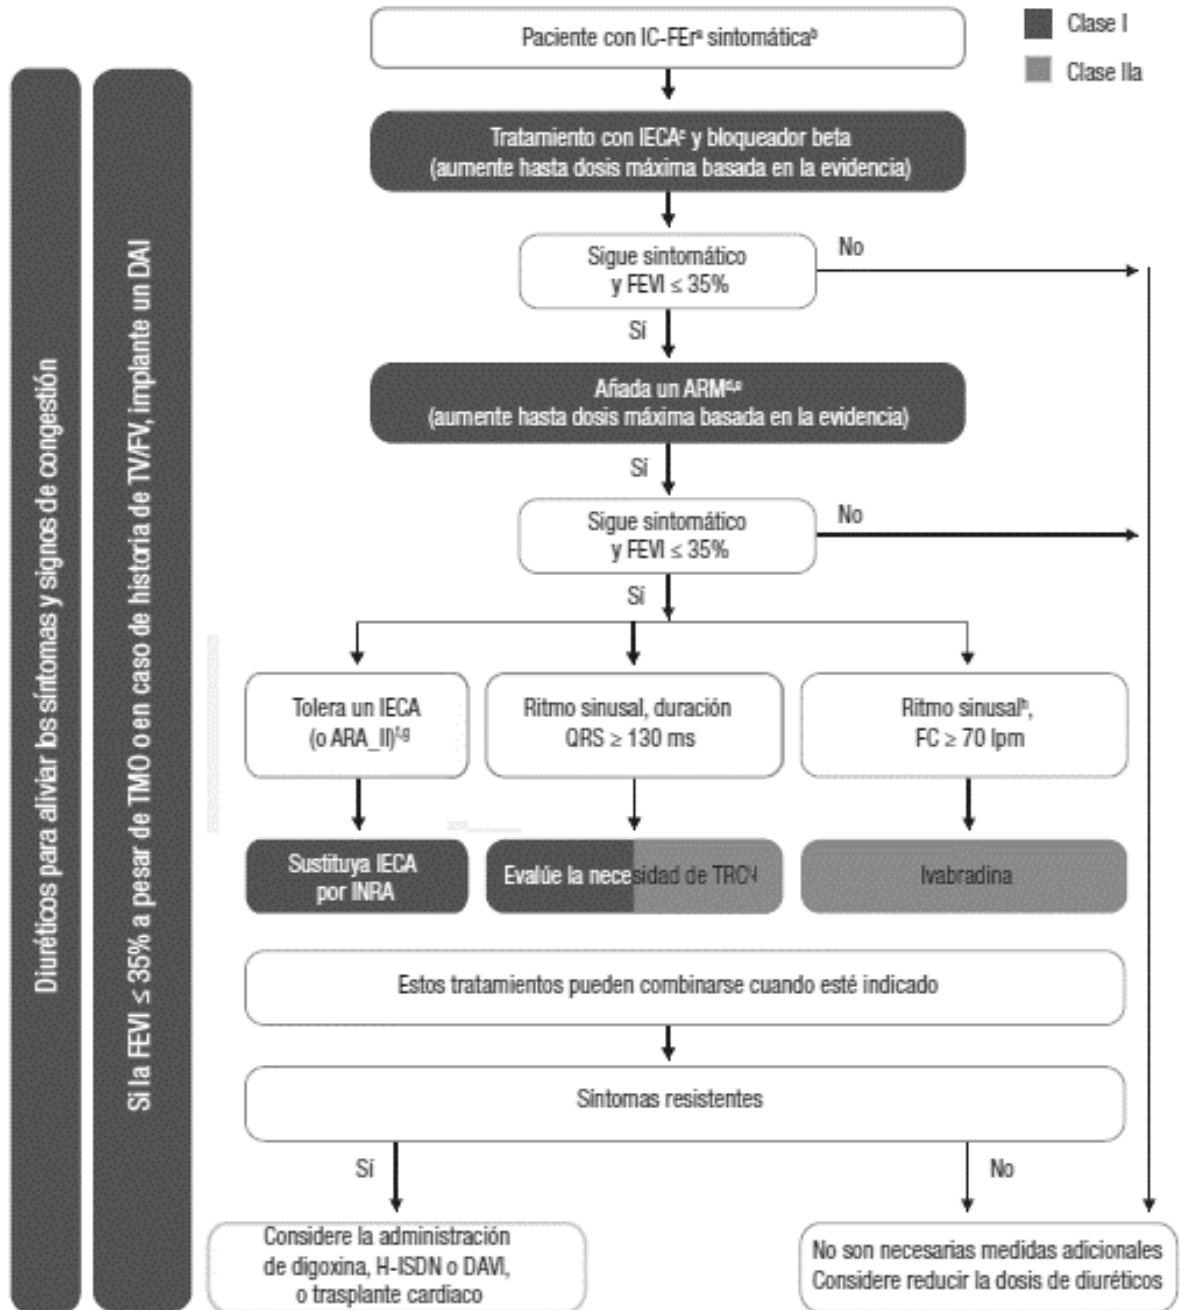 Paciente con IC-FErª sintomáticaᵇ
Clase I
Clase IIa
Tratamiento con IECAᶜ y bloqueador beta
(aumente hasta dosis máxima basada en la evidencia)
Sigue sintomático
y FEVI ≤ 35%
No
Sí
Añada un ARMᵈ,ᵉ
(aumente hasta dosis máxima basada en la evidencia)
Sí
Sigue sintomático
y FEVI ≤ 35%
No
Sí
Tolera un IECA
(o ARA_II)ᶠ,ᵍ
Ritmo sinusal, duración
QRS ≥ 130 ms
Ritmo sinusalʰ,
FC ≥ 70 lpm
Sustituya IECA
por INRA
Evalúe la necesidad de TRC
Ivabradina
Estos tratamientos pueden combinarse cuando esté indicado
Síntomas resistentes
Sí
No
Considere la administración
de digoxina, H-ISDN o DAVI,
o trasplante cardiaco
No son necesarias medidas adicionales
Considere reducir la dosis de diuréticos
Diuréticos para aliviar los síntomas y signos de congestión
Si la FEVI ≤ 35% a pesar de TMO o en caso de historia de TV/FV, implante un DAI